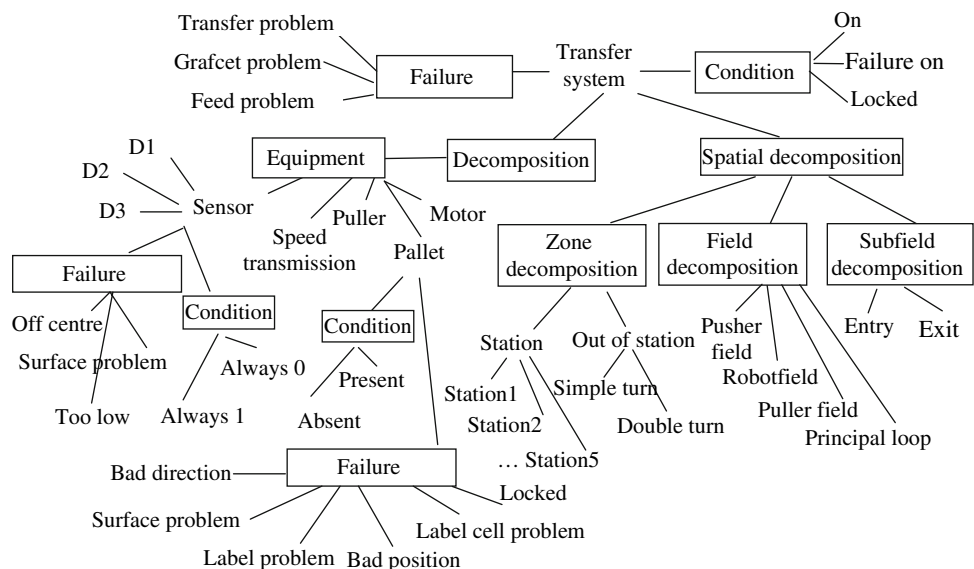 Transfer problem
On
Grafcet problem
Failure
Transfer
system
Condition
Failure on
Feed problem
Locked
D1
Equipment
Decomposition
Spatial decomposition
D2
D3
Sensor
Puller
Motor
Speed
transmission
Pallet
Zone
decomposition
Field
decomposition
Subfield
decomposition
Failure
Off centre
Condition
Condition
Surface problem
Always 0
Present
Station
Out of station
Pusher
field
Entry
Exit
Robotfield
Too low
Always 1
Absent
Station1
Simple turn
Station2
Double turn
Puller field
Principal loop
… Station5
Bad direction
Failure
Locked
Surface problem
Label cell problem
Label problem
Bad position